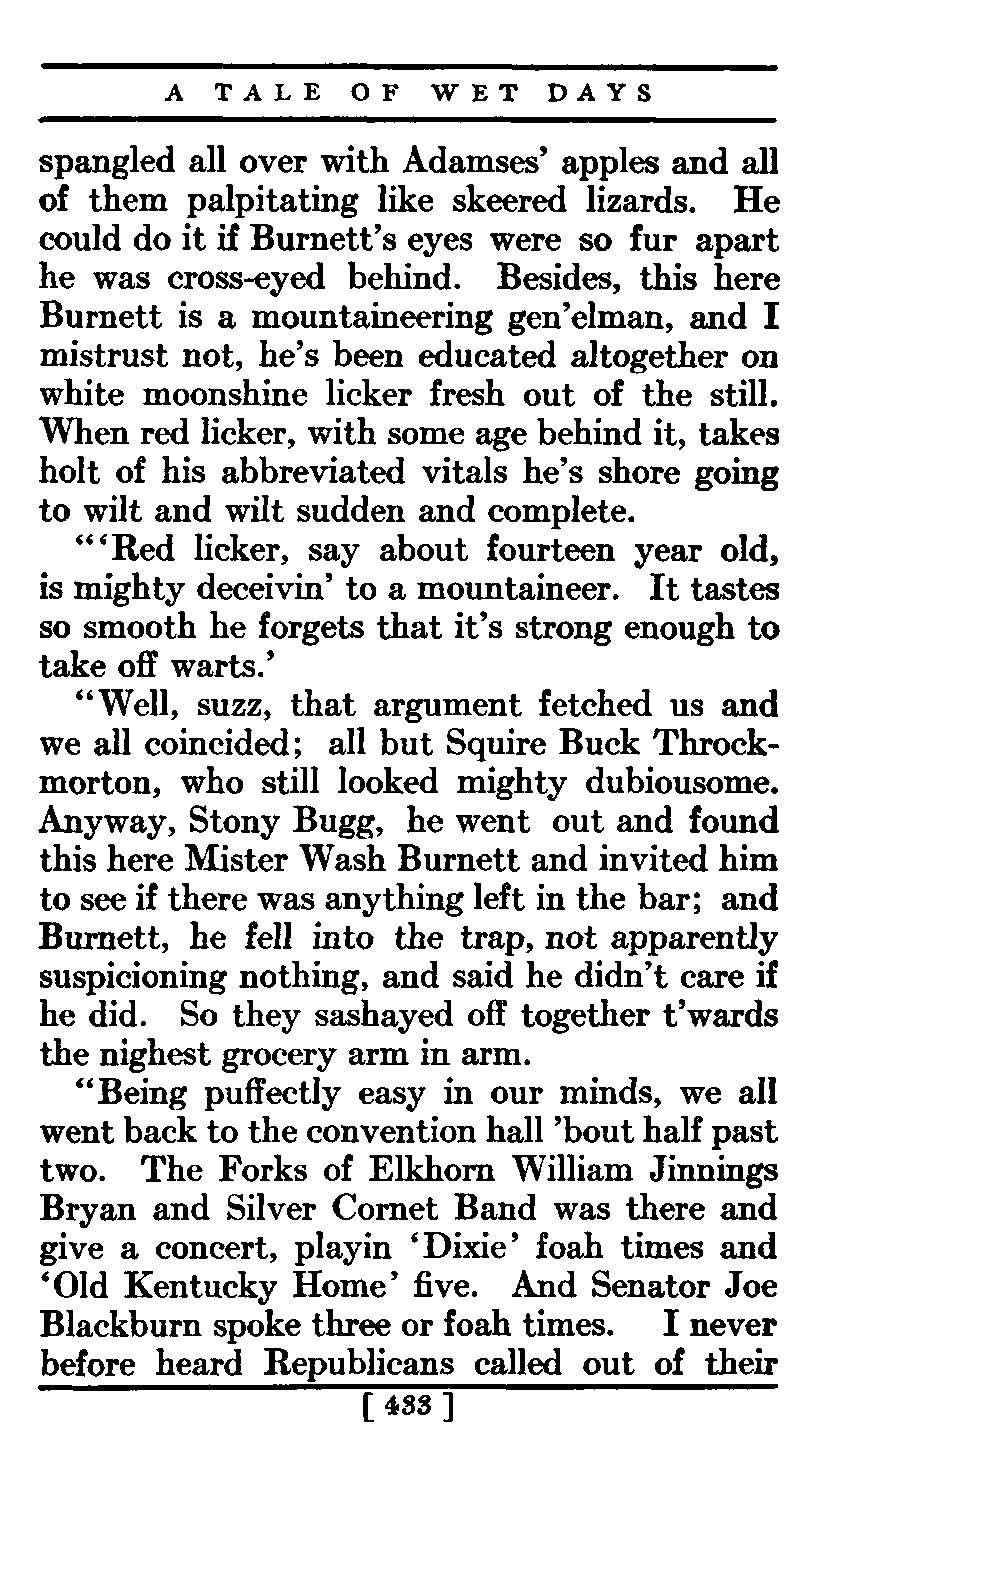 A TALE OF WET DAYS
spangled all over with Adamses' apples and all
of them palpitating like skeered lizards. He
could do it if Burnett's eyes were so fur apart
he was cross-eyed behind. Besides, this here
Burnett is a mountaineering gen'elman, and I
mistrust not, he's been educated altogether on
white moonshine licker fresh out of the still.
When red licker, with some age behind it, takes
holt of his abbreviated vitals he's shore going
to wilt and wilt sudden and complete.
"'Red licker, say about fourteen year old,
is mighty deceivin' to a mountaineer. It tastes
so smooth he forgets that it's strong enough to
take off warts.'
"Well, suzz, that argument fetched us and
we all coincided; all but Squire Buck Throck-
morton, who still looked mighty dubiousome.
Anyway, Stony Bugg, he went out and found
this here Mister Wash Burnett and invited him
to see if there was anything left in the bar; and
Burnett, he fell into the trap, not apparently
suspicioning nothing, and said he didn't care if
he did. So they sashayed off together t'wards
the nighest grocery arm in arm.
"Being puffectly easy in our minds, we all
went back to the convention hall 'bout half past
two. The Forks of Elkhorn William Jinnings
Bryan and Silver Cornet Band was there and
give a concert, playin 'Dixie' foah times and
'Old Kentucky Home' five. And Senator Joe
Blackburn spoke three or foah times. I never
before heard Republicans called out of their
[ 433 ]